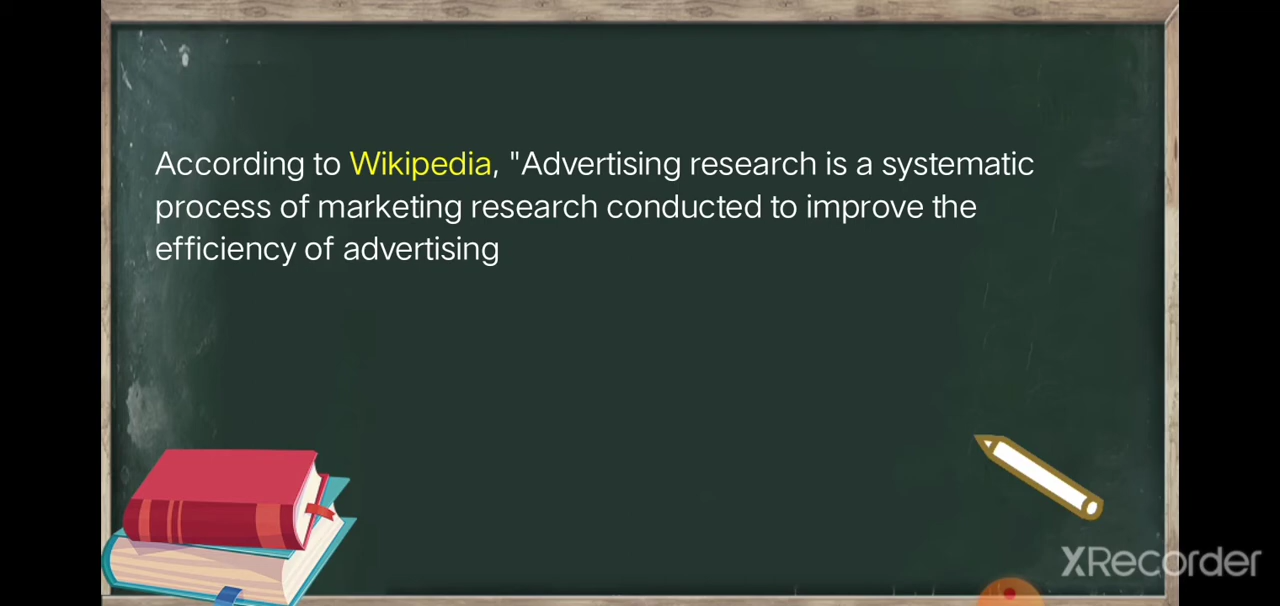 According to Wikipedia, "Advertising research is a systematic
process of marketing research conducted to improve the
efficiency of advertising
XRecorder